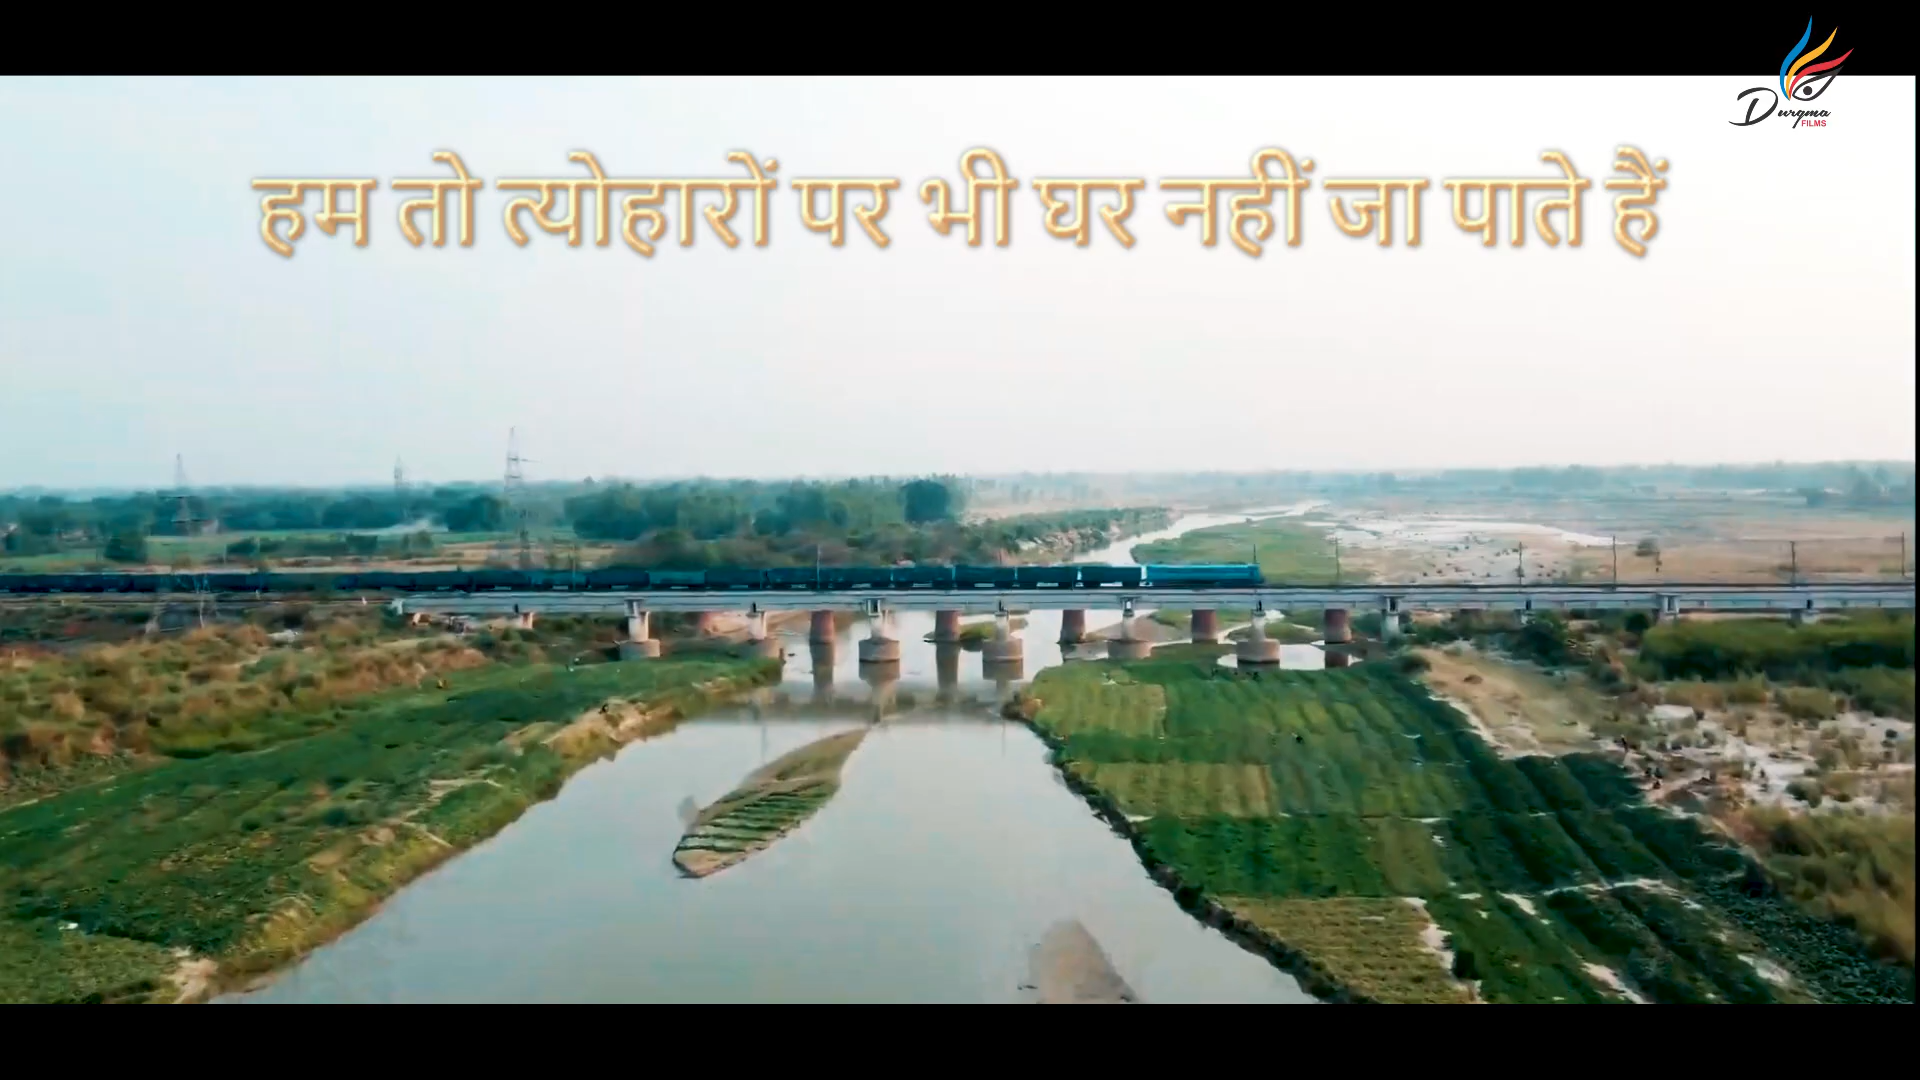 Durgma
FILMS
हम तो त्योहारों पर भी घर नहीं जा पाते हैं